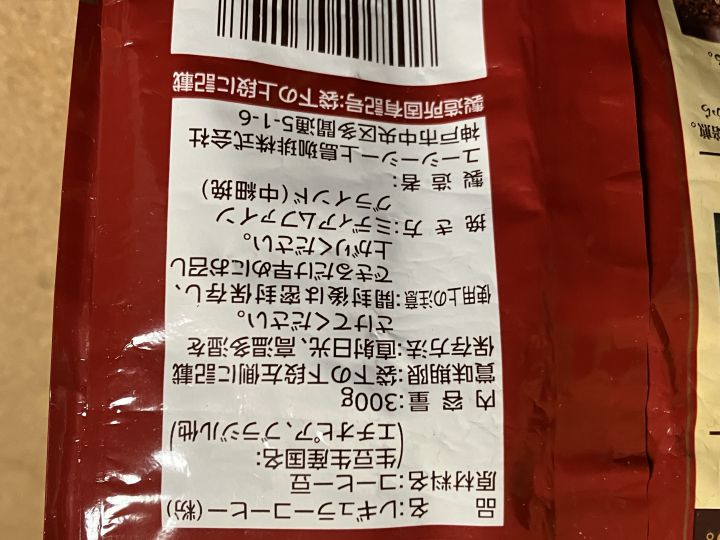 品　　名:レギュラーコーヒー(粉)
原材料名:コーヒー豆
(生豆生産国名:
エチオピア、ブラジル他)
内 容 量:300g
賞味期限:袋の下の左側下段に記載
保存方法:直射日光、高温多湿を
さけてください。
使用上の注意:開封後は密封保存し、
できるだけ早めにお召し
上がりください。
挽 き 方:ミディアムファイン
グラインド(中細挽)
製 造 者:
ユーシーシー上島珈琲株式会社
神戸市中央区多聞通5-1-6
製造所固有記号:袋の下の上段に記載